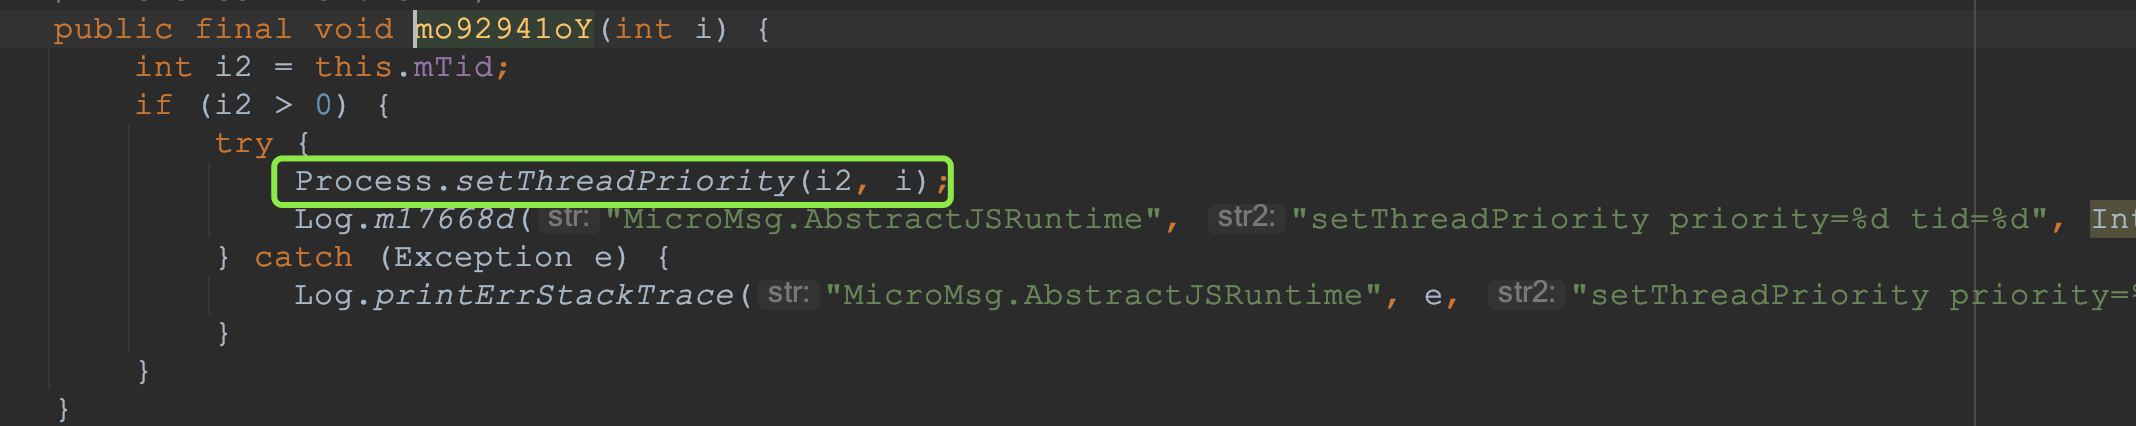 public final void mo92941oY(int i) {
int i2 = this.mTid;
if (i2 > 0) {
try {
Process.setThreadPriority(i2, i);
Log.m17668d( str: "MicroMsg.AbstractJSRuntime", str2: "setThreadPriority priority=%d tid=%d", Int
} catch (Exception e) {
Log.printErrStackTrace( str: "MicroMsg.AbstractJSRuntime", e, str2: "setThreadPriority priority=%
}
}
}